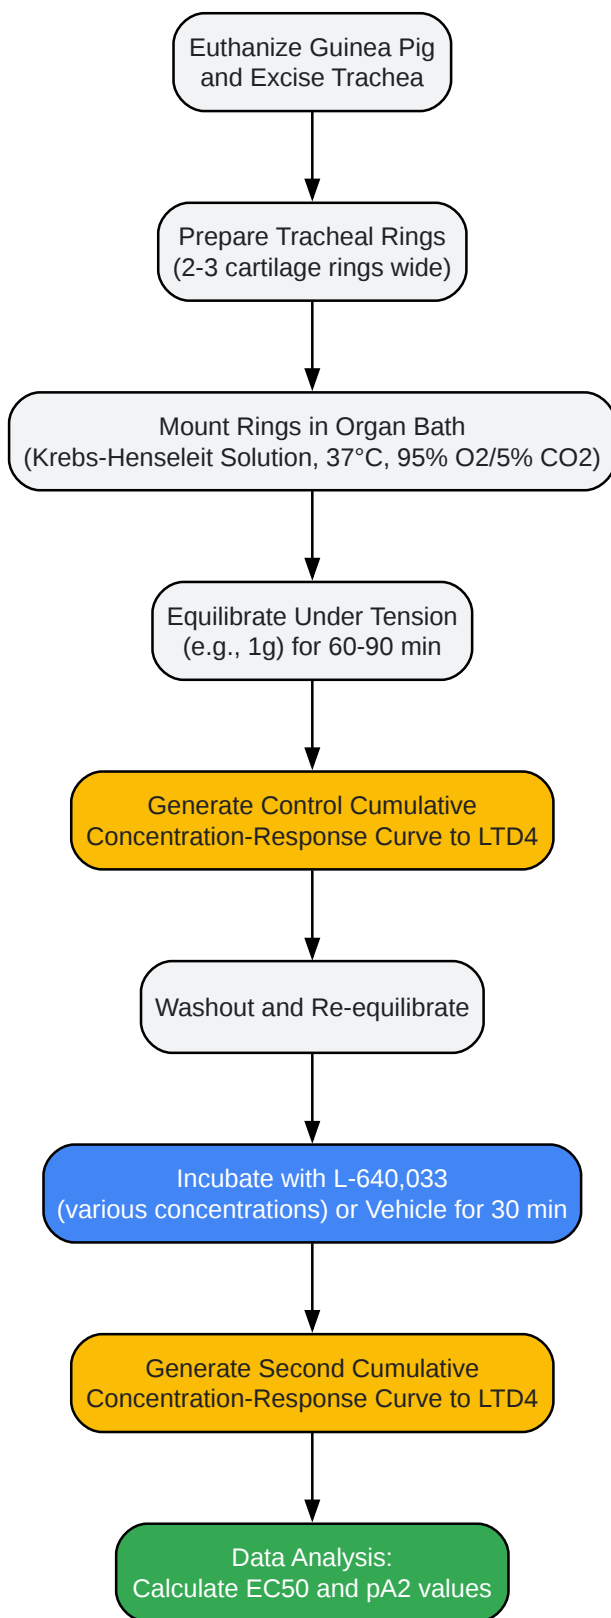 Euthanize Guinea Pig
and Excise Trachea
Prepare Tracheal Rings
(2-3 cartilage rings wide)
Mount Rings in Organ Bath
(Krebs-Henseleit Solution, 37°C, 95% O2/5% CO2)
Equilibrate Under Tension
(e.g., 1g) for 60-90 min
Generate Control Cumulative
Concentration-Response Curve to LTD4
Washout and Re-equilibrate
Incubate with L-640,033
(various concentrations) or Vehicle for 30 min
Generate Second Cumulative
Concentration-Response Curve to LTD4
Data Analysis:
Calculate EC50 and pA2 values